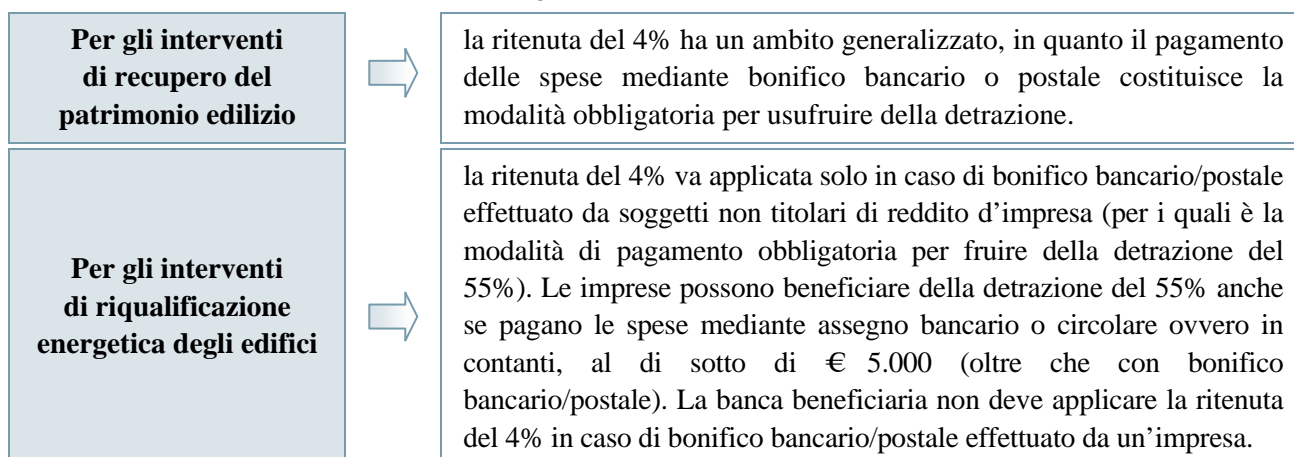 Per gli interventi
di recupero del
patrimonio edilizio
la ritenuta del 4% ha un ambito generalizzato, in quanto il pagamento
delle spese mediante bonifico bancario o postale costituisce la
modalità obbligatoria per usufruire della detrazione.
Per gli interventi
di riqualificazione
energetica degli edifici
la ritenuta del 4% va applicata solo in caso di bonifico bancario/postale
effettuato da soggetti non titolari di reddito d'impresa (per i quali è la
modalità di pagamento obbligatoria per fruire della detrazione del
55%). Le imprese possono beneficiare della detrazione del 55% anche
se pagano le spese mediante assegno bancario o circolare ovvero in
contanti, al di sotto di € 5.000 (oltre che con bonifico
bancario/postale). La banca beneficiaria non deve applicare la ritenuta
del 4% in caso di bonifico bancario/postale effettuato da un'impresa.